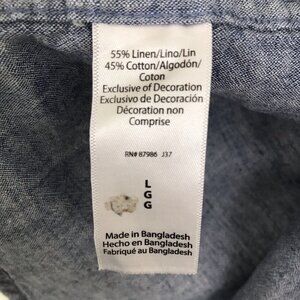 55% Linen/Lino/Lin
45% Cotton/Algodón/
Coton
Exclusive of Decoration
Exclusivo de Decoración
Décoration non
Comprise
RN# 87986 J37
L
G
G
Made in Bangladesh
Hecho en Bangladesh
Fabriqué au Bangladesh